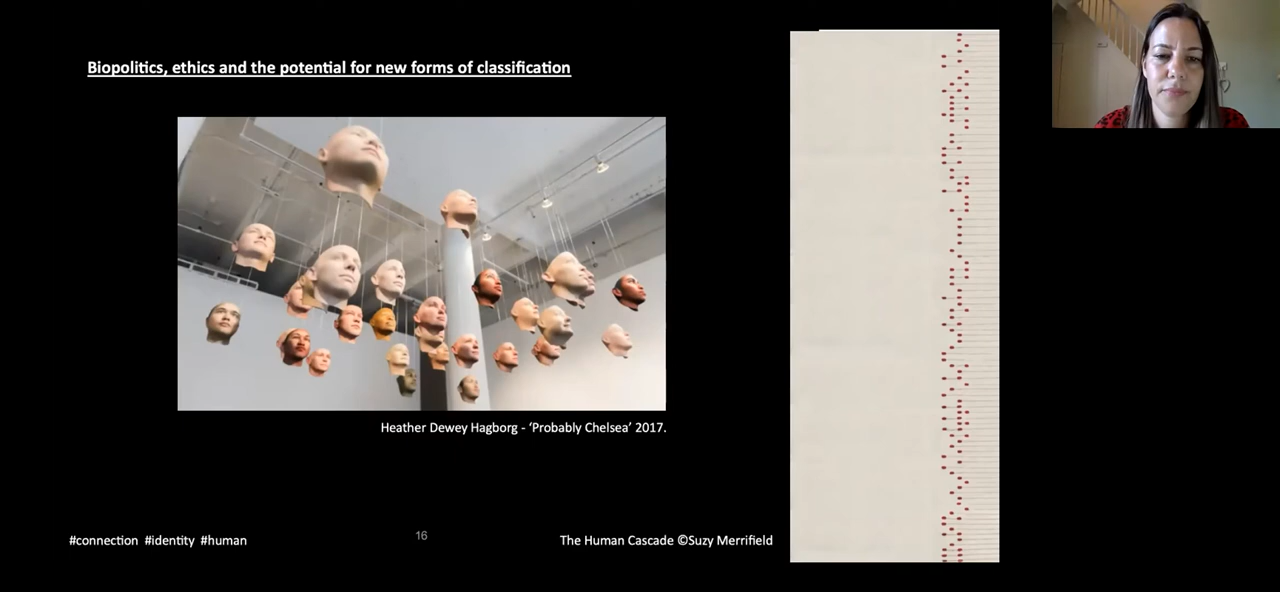 Biopolitics, ethics and the potential for new forms of classification
Heather Dewey Hagborg - ‘Probably Chelsea’ 2017.
#connection #identity #human
16
The Human Cascade ©Suzy Merrifield